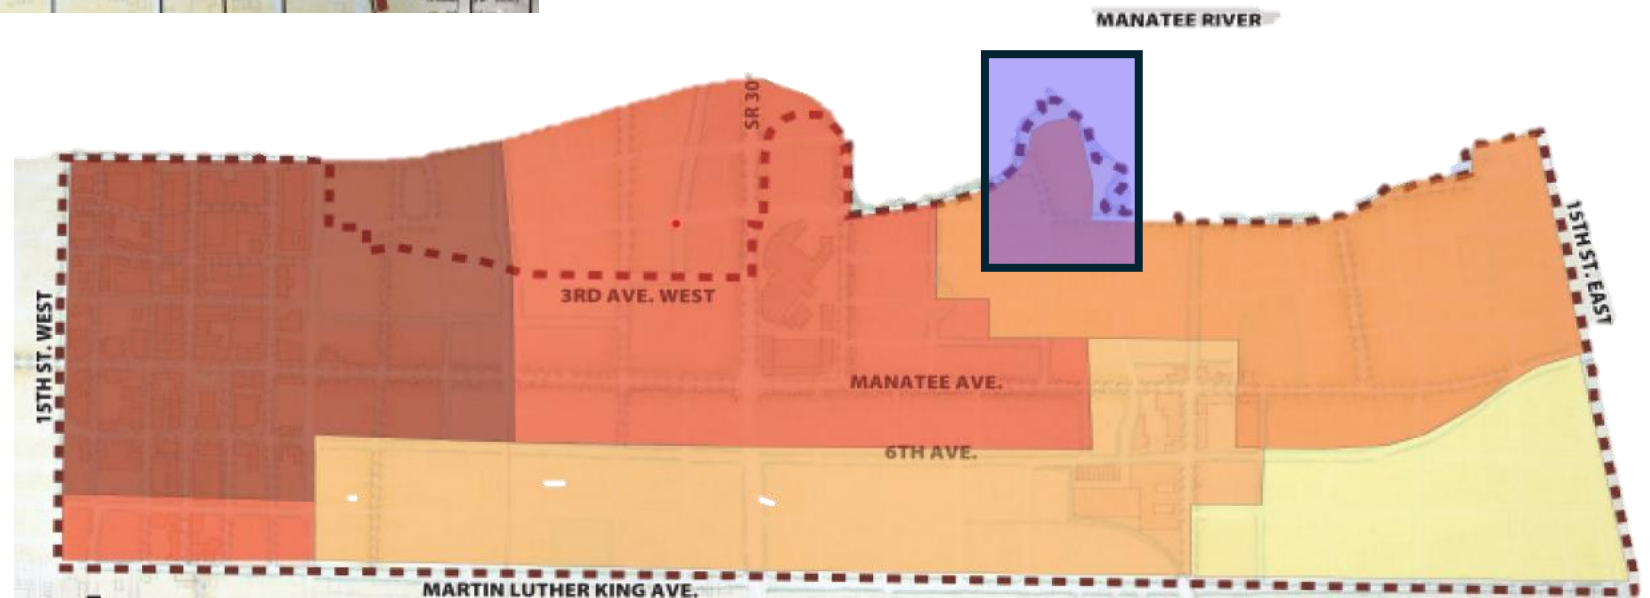 MANATEE RIVER
SR 30
15TH ST. EAST
3RD AVE. WEST
15TH ST. WEST
MANATEE AVE.
6TH AVE.
MARTIN LUTHER KING AVE.